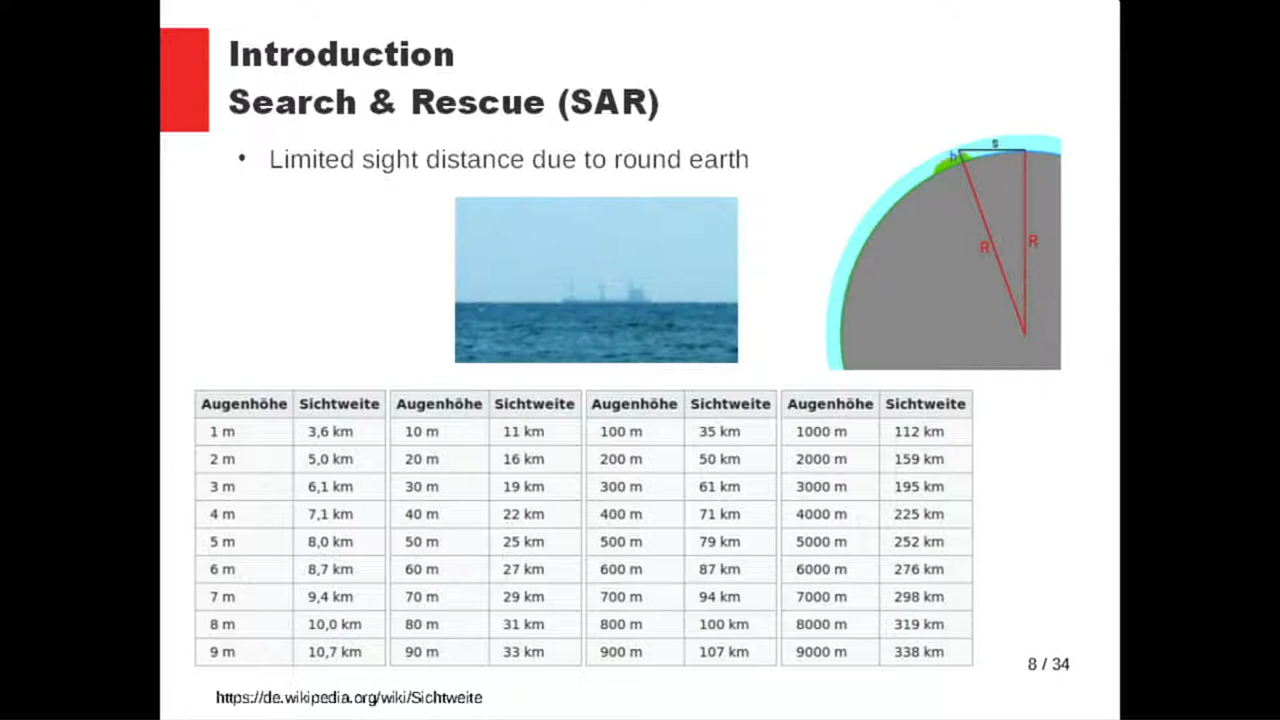 Introduction
Search & Rescue (SAR)
• Limited sight distance due to round earth
s
h
R R
Augenhöhe Sichtweite Augenhöhe Sichtweite Augenhöhe Sichtweite Augenhöhe Sichtweite
1 m 3,6 km 10 m 11 km 100 m 35 km 1000 m 112 km
2 m 5,0 km 20 m 16 km 200 m 50 km 2000 m 159 km
3 m 6,1 km 30 m 19 km 300 m 61 km 3000 m 195 km
4 m 7,1 km 40 m 22 km 400 m 71 km 4000 m 225 km
5 m 8,0 km 50 m 25 km 500 m 79 km 5000 m 252 km
6 m 8,7 km 60 m 27 km 600 m 87 km 6000 m 276 km
7 m 9,4 km 70 m 29 km 700 m 94 km 7000 m 298 km
8 m 10,0 km 80 m 31 km 800 m 100 km 8000 m 319 km
9 m 10,7 km 90 m 33 km 900 m 107 km 9000 m 338 km
8 / 34
https://de.wikipedia.org/wiki/Sichtweite